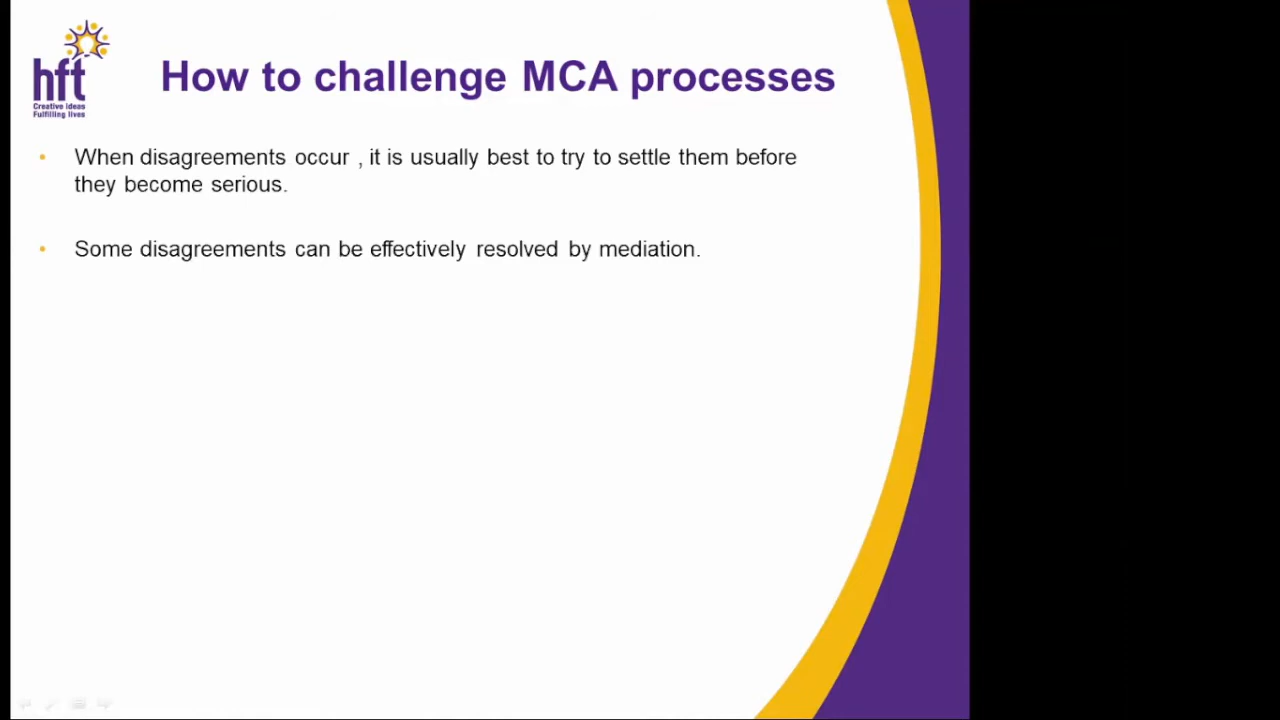 hft
Creative ideas
Fulfilling lives
How to challenge MCA processes
• When disagreements occur , it is usually best to try to settle them before
they become serious.
• Some disagreements can be effectively resolved by mediation.